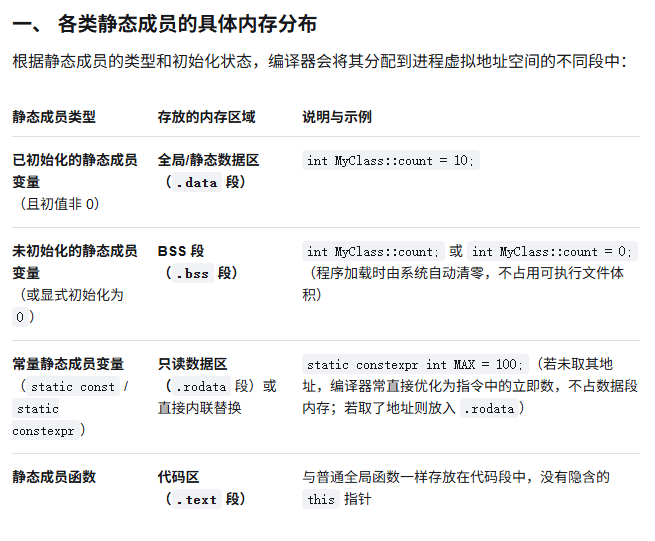 一、 各类静态成员的具体内存分布
根据静态成员的类型和初始化状态，编译器会将其分配到进程虚拟地址空间的不同段中：
静态成员类型 存放的内存区域 说明与示例
已初始化的静态成员 全局/静态数据区 int MyClass::count = 10;
变量 （.data 段）
（且初值非 0）
未初始化的静态成员 BSS 段 int MyClass::count; 或 int MyClass::count = 0;
变量 （.bss 段） （程序加载时由系统自动清零，不占用可执行文件体
（或显式初始化为 积）
0）
常量静态成员变量 只读数据区 static constexpr int MAX = 100;（若未取其地
（static const / （.rodata 段）或 址，编译器常直接优化为指令中的立即数，不占数据段
static 直接内联替换 内存；若取了地址则放入 .rodata）
constexpr）
静态成员函数 代码区 与普通全局函数一样存放在代码段中，没有隐含的
（.text 段） this 指针